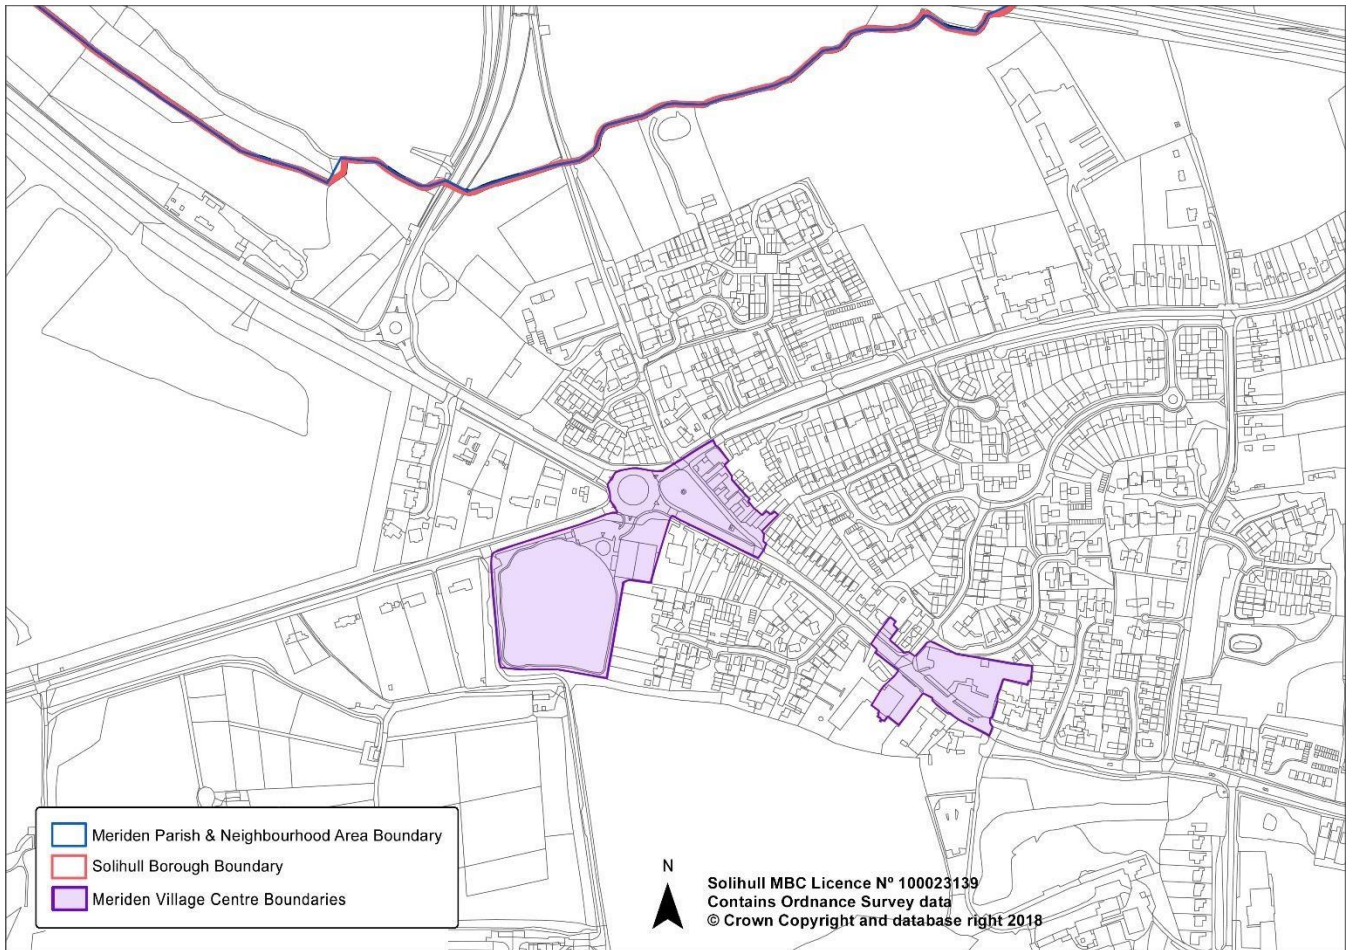 Meriden Parish & Neighbourhood Area Boundary
Solihull Borough Boundary
Meriden Village Centre Boundaries
N
Solihull MBC Licence Nº 100023139
Contains Ordnance Survey data
© Crown Copyright and database right 2018